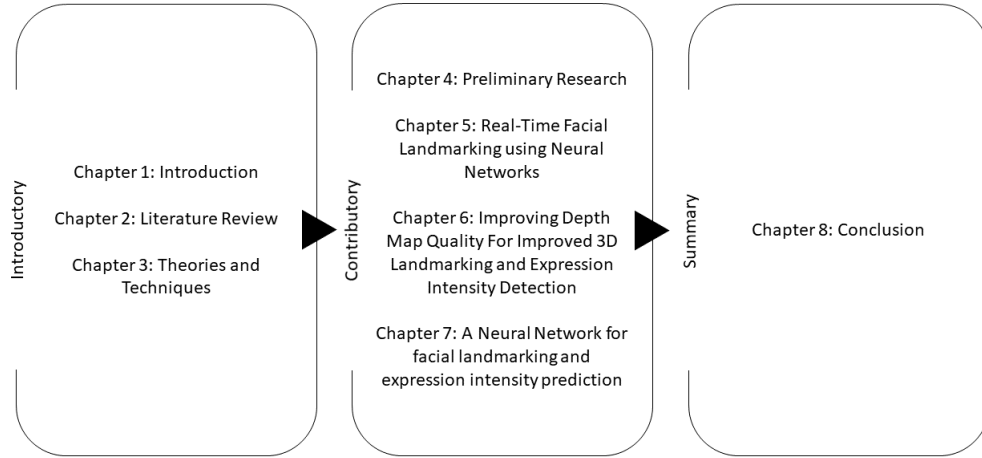 Introductory
Chapter 1: Introduction
Chapter 2: Literature Review
Chapter 3: Theories and
Techniques
Contributory
Chapter 4: Preliminary Research
Chapter 5: Real-Time Facial
Landmarking using Neural
Networks
Chapter 6: Improving Depth
Map Quality For Improved 3D
Landmarking and Expression
Intensity Detection
Chapter 7: A Neural Network for
facial landmarking and
expression intensity prediction
Summary
Chapter 8: Conclusion